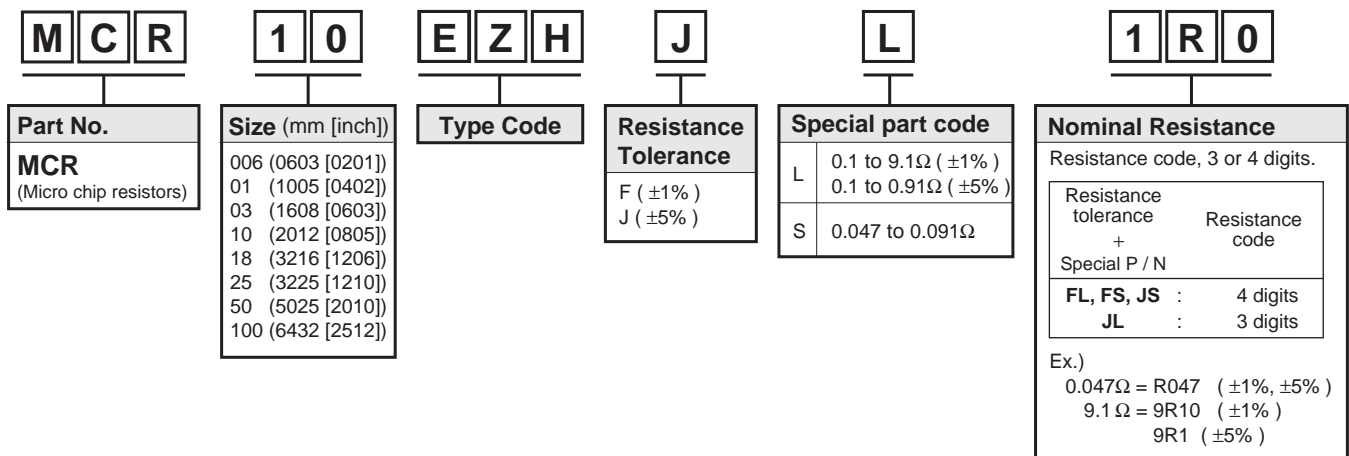 MCR 10 EZH J L 1R0
Part No.
MCR
(Micro chip resistors)
Size (mm [inch])
006 (0603 [0201])
01 (1005 [0402])
03 (1608 [0603])
10 (2012 [0805])
18 (3216 [1206])
25 (3225 [1210])
50 (5025 [2010])
100 (6432 [2512])
Type Code
Resistance
Tolerance
F ( ±1% )
J ( ±5% )
Special part code
L 0.1 to 9.1Ω ( ±1% )
0.1 to 0.91Ω ( ±5% )
S 0.047 to 0.091Ω
Nominal Resistance
Resistance code, 3 or 4 digits.
Resistance
tolerance
+
Special P / N
Resistance
code
FL, FS, JS : 4 digits
JL : 3 digits
Ex.)
0.047Ω = R047 ( ±1%, ±5% )
9.1 Ω = 9R10 ( ±1% )
9R1 ( ±5% )